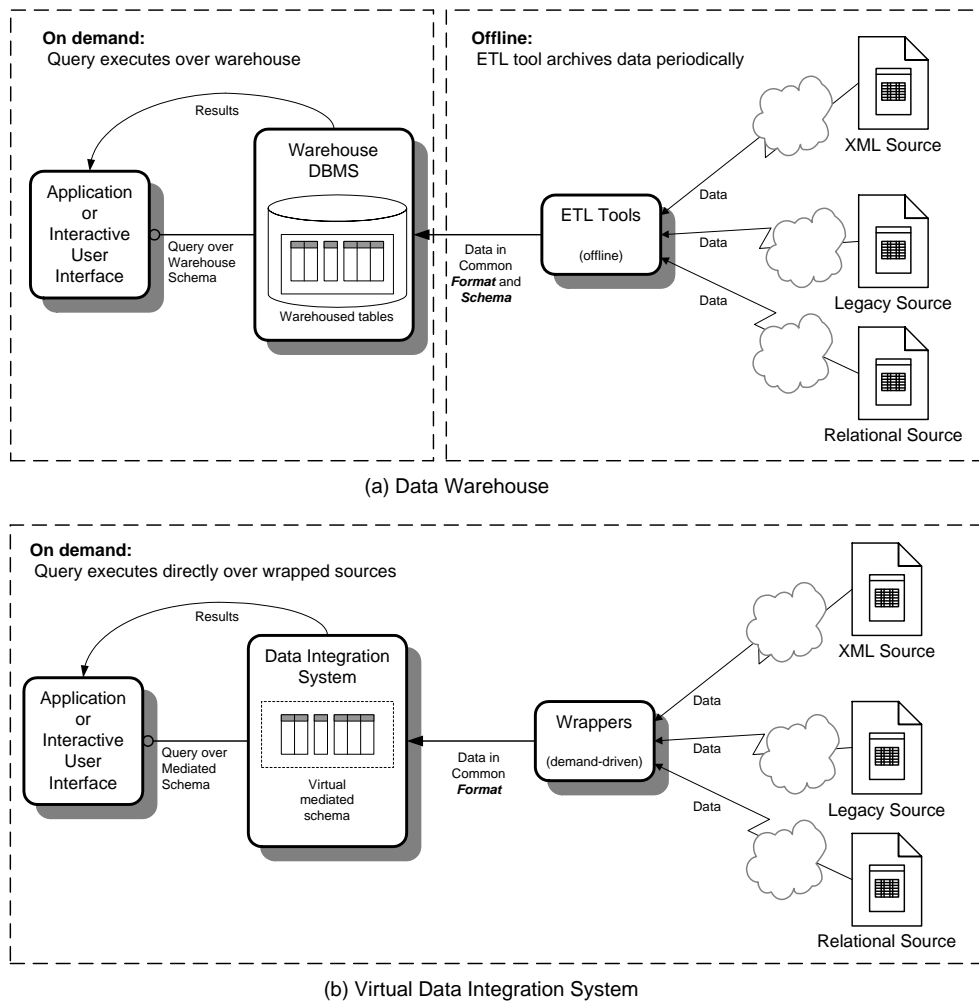 On demand:
Query executes over warehouse
Results
Application
or
Interactive
User
Interface
Query over
Warehouse
Schema
Warehouse
DBMS
Warehoused tables
Offline:
ETL tool archives data periodically
Data in
Common
Format and
Schema
ETL Tools
(offline)
Data
Data
Data
XML Source
Legacy Source
Relational Source
(a) Data Warehouse
On demand:
Query executes directly over wrapped sources
Results
Application
or
Interactive
User
Interface
Query over
Mediated
Schema
Data Integration
System
Virtual
mediated
schema
Data in
Common
Format
Wrappers
(demand-driven)
Data
Data
Data
XML Source
Legacy Source
Relational Source
(b) Virtual Data Integration System